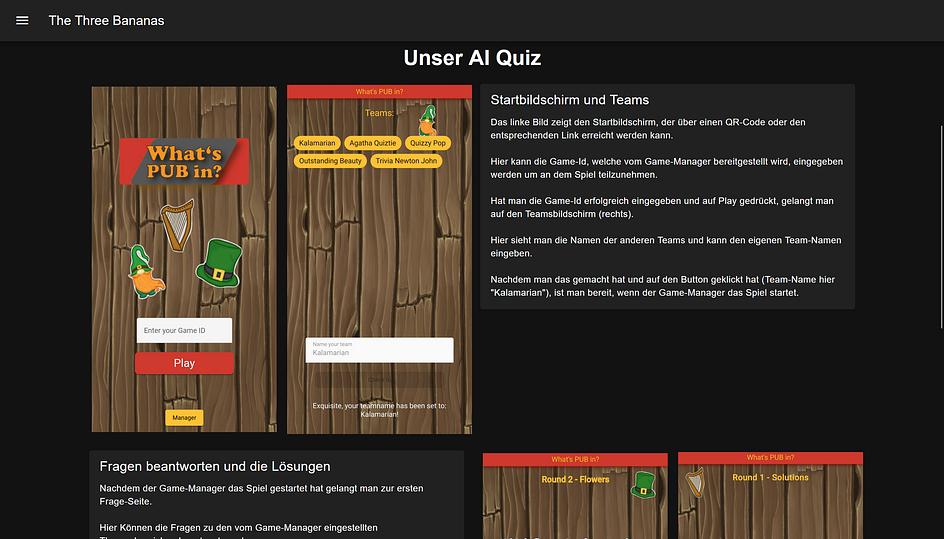 The Three Bananas
Unser AI Quiz
What's
PUB in?
Enter your Game ID
Play
Manager
What's PUB in?
Teams:
Kalamarian
Agatha Quiztie
Quizzy Pop
Outstanding Beauty
Trivia Newton John
Name your team
Kalamarian
Exquisite, your teamname has been set to:
Kalamarian!
Startbildschirm und Teams
Das linke Bild zeigt den Startbildschirm, der über einen QR-Code oder den
entsprechenden Link erreicht werden kann.
Hier kann die Game-Id, welche vom Game-Manager bereitgestellt wird, eingegeben
werden um an dem Spiel teilzunehmen.
Hat man die Game-Id erfolgreich eingegeben und auf Play gedrückt, gelangt man
auf den Teamsbildschirm (rechts).
Hier sieht man die Namen der anderen Teams und kann den eigenen Team-Namen
eingeben.
Nachdem man das gemacht hat und auf den Button geklickt hat (Team-Name hier
"Kalamarian"), ist man bereit, wenn der Game-Manager das Spiel startet.
Fragen beantworten und die Lösungen
Nachdem der Game-Manager das Spiel gestartet hat gelangt man zur ersten
Frage-Seite.
Hier Können die Fragen zu den vom Game-Manager eingestellten
What's PUB in?
Round 2 - Flowers
What's PUB in?
Round 1 - Solutions